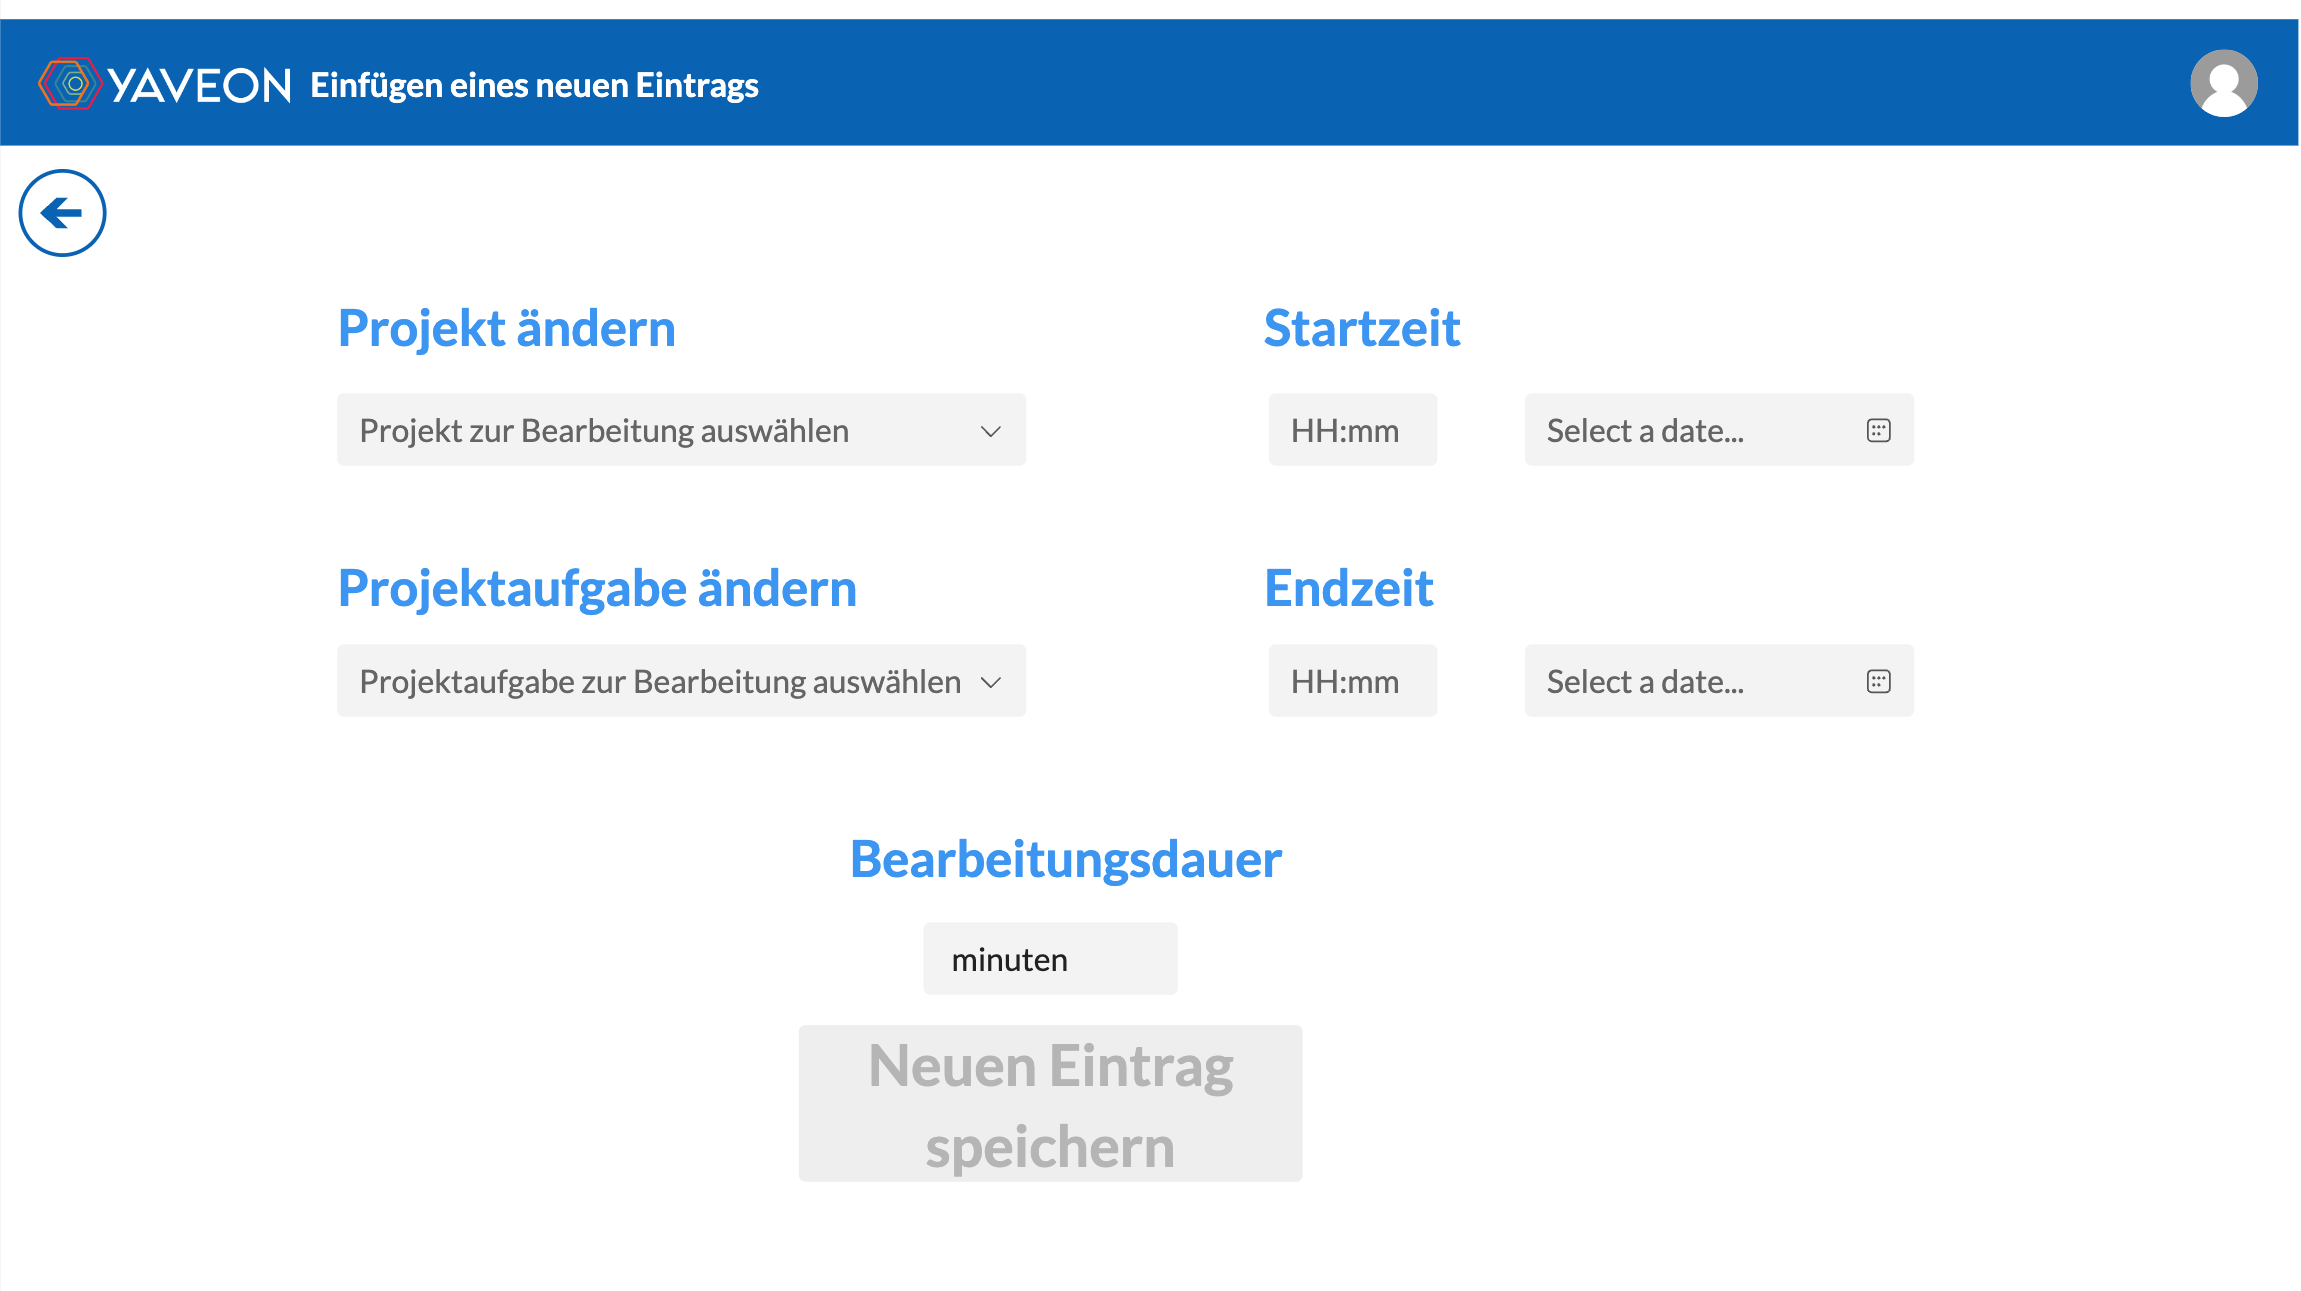 YAVEON Einfügen eines neuen Eintrags
Projekt ändern
Projekt zur Bearbeitung auswählen
Startzeit
HH:mm Select a date...
Projektaufgabe ändern
Projektaufgabe zur Bearbeitung auswählen
Endzeit
HH:mm Select a date...
Bearbeitungsdauer
minuten
Neuen Eintrag
speichern